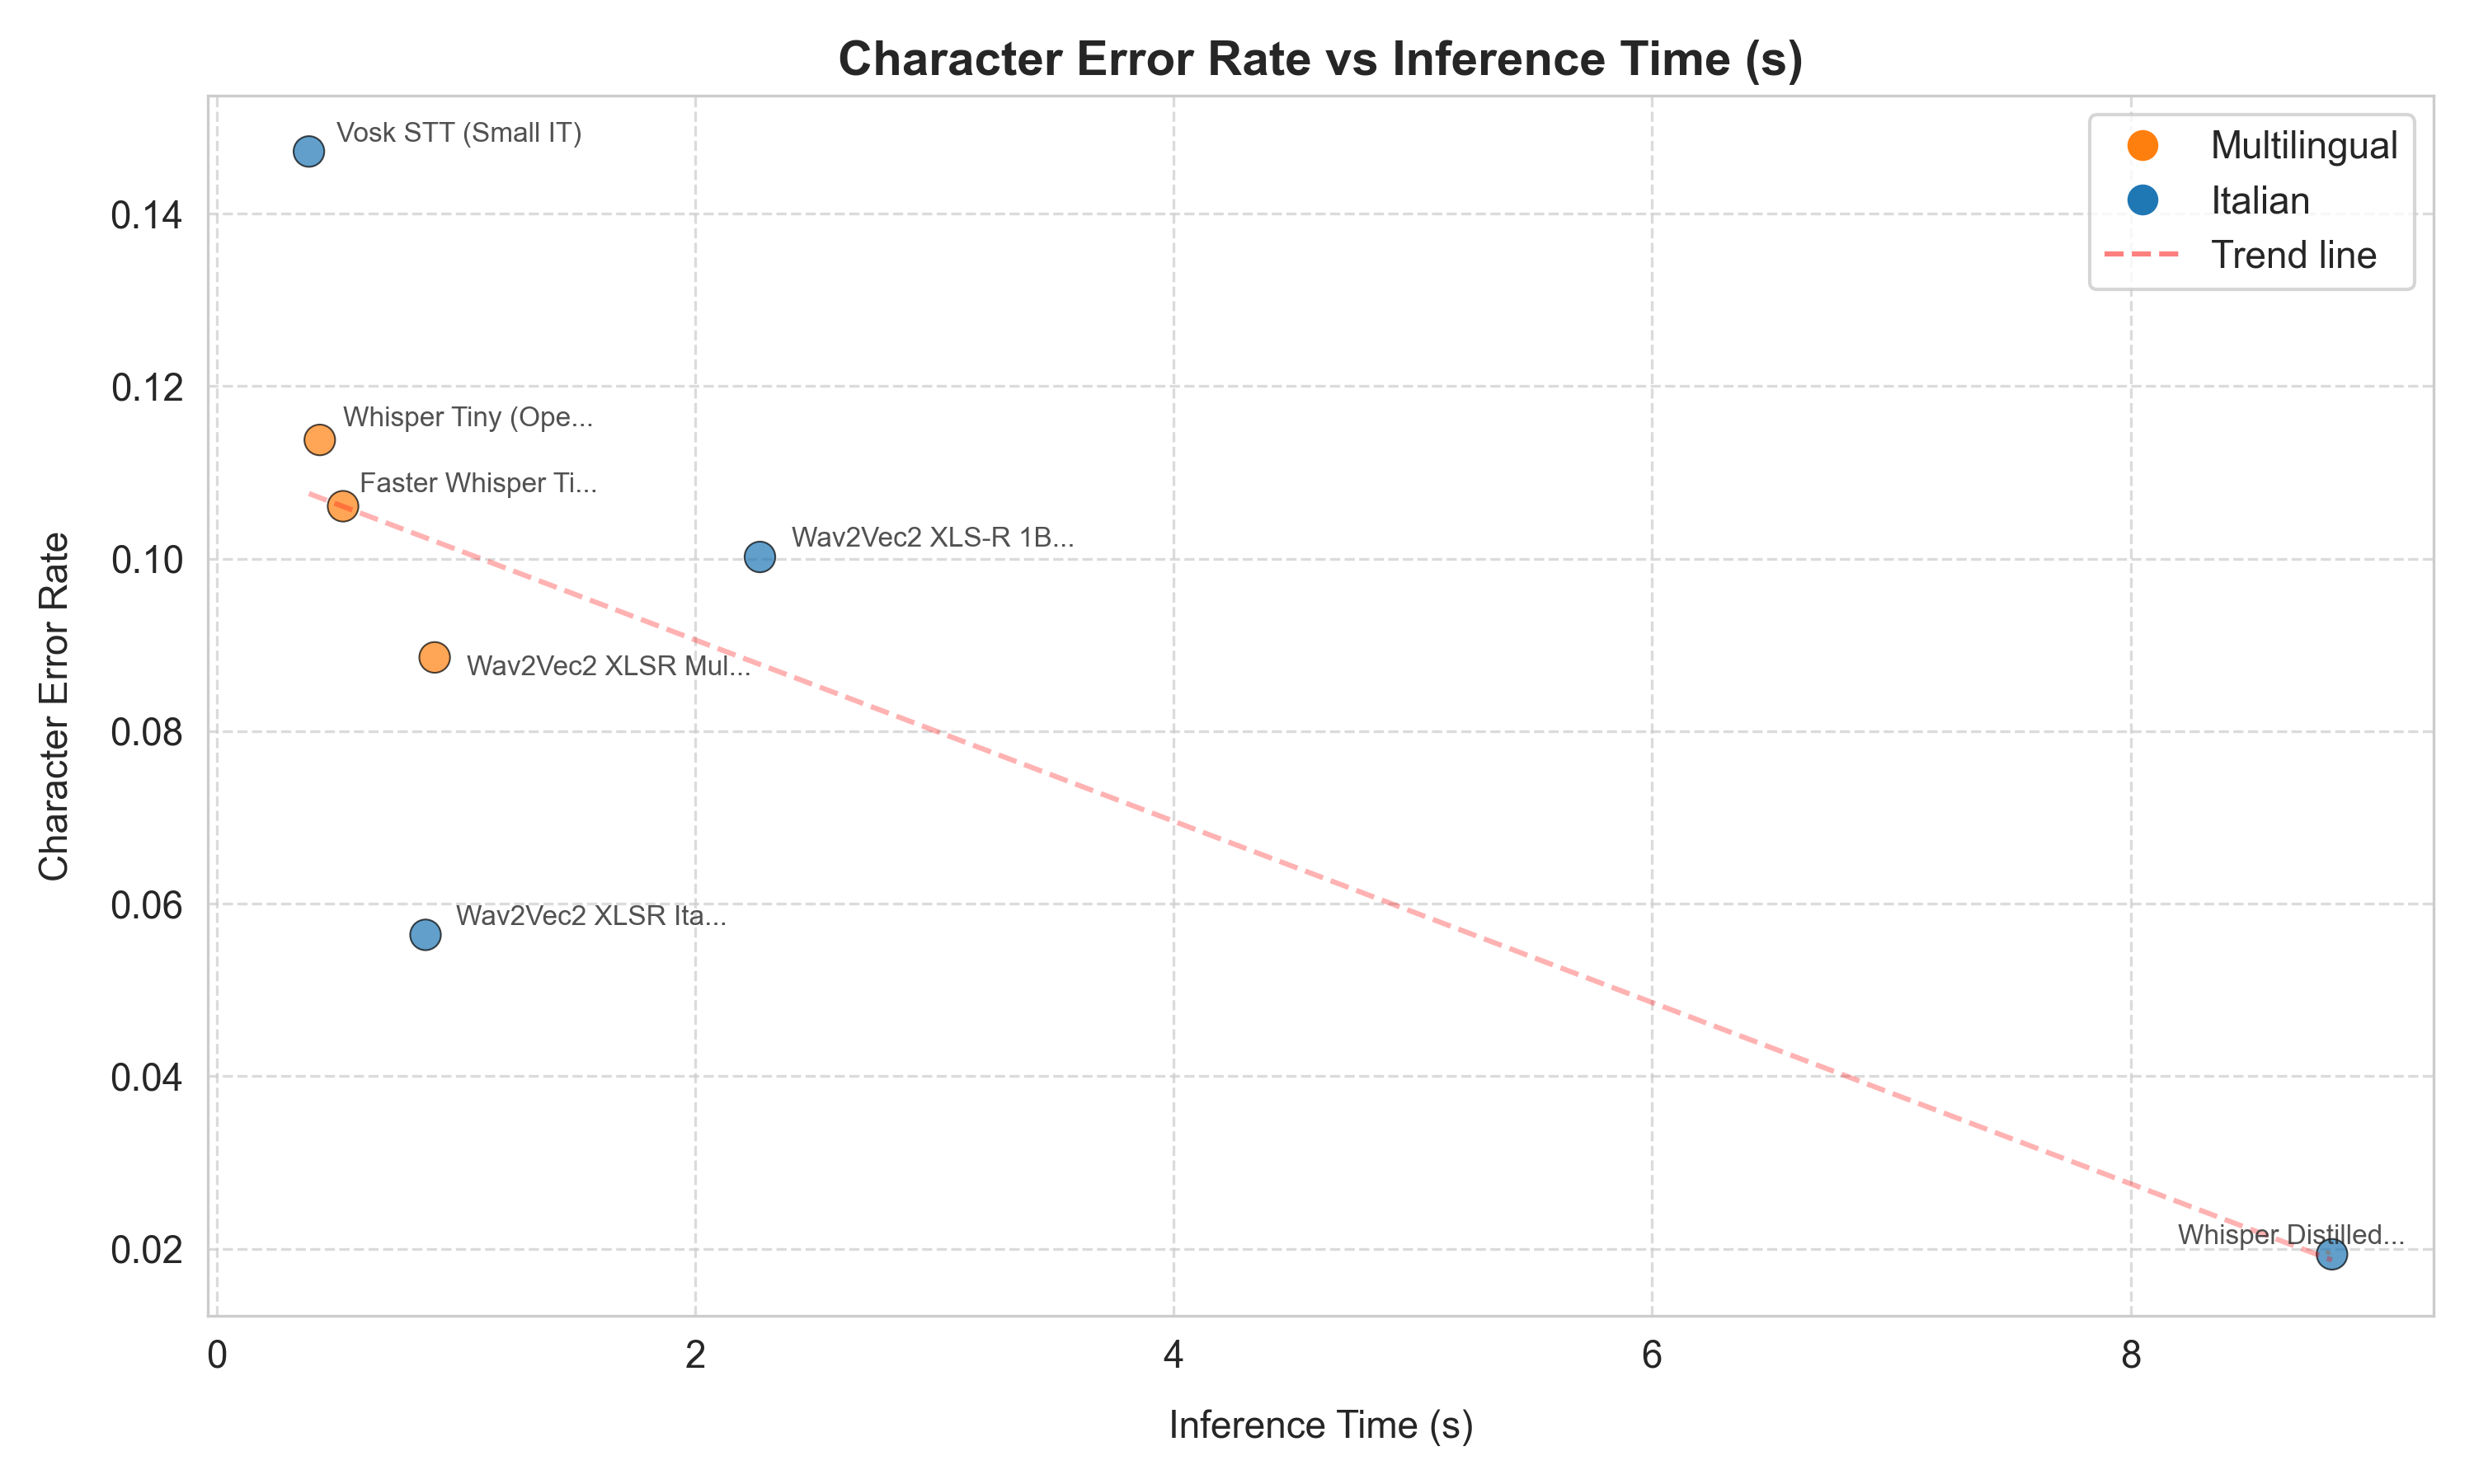 Character Error Rate vs Inference Time (s)
Vosk STT (Small IT)
Multilingual
Italian
Trend line
0.14
0.12
Whisper Tiny (Ope...
Faster Whisper Ti...
Wav2Vec2 XLS-R 1B...
0.10
Wav2Vec2 XLSR Mul...
0.08
Character Error Rate
0.06
Wav2Vec2 XLSR Ita...
0.04
Whisper Distilled...
0.02
0 2 4 6 8
Inference Time (s)